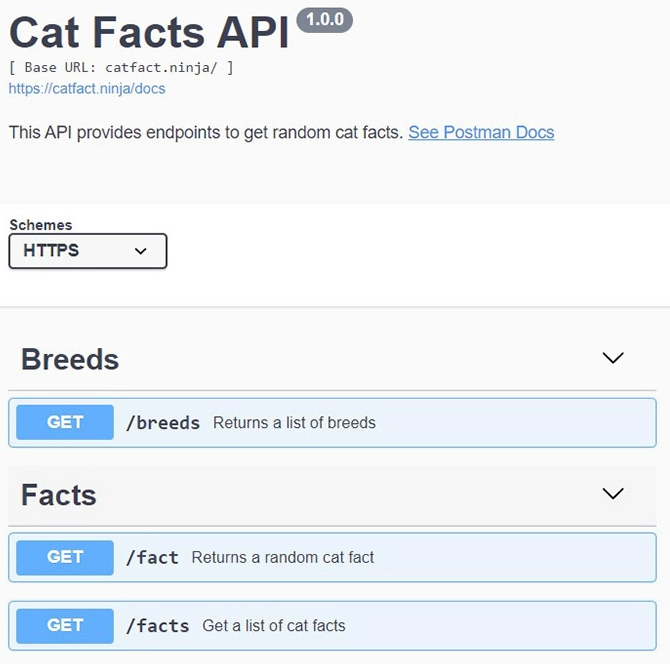 Cat Facts API 1.0.0
[ Base URL: catfact.ninja/ ]
https://catfact.ninja/docs
This API provides endpoints to get random cat facts. See Postman Docs
Schemes
HTTPS
Breeds
GET /breeds Returns a list of breeds
Facts
GET /fact Returns a random cat fact
GET /facts Get a list of cat facts